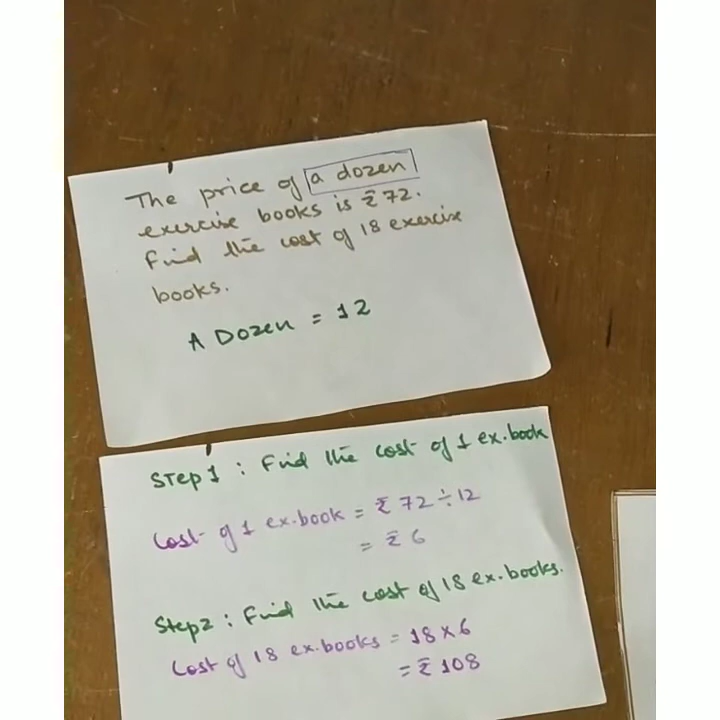 The price of a dozen
exercise books is ₹72.
Find the cost of 18 exercise
books.
A Dozen = 12
Step 1 : Find the cost of 1 ex.book
Cost of 1 ex.book = ₹ 72 ÷ 12
= ₹ 6
Step2 : Find the cost of 18 ex.books.
Cost of 18 ex.books = 18 x 6
= ₹ 108